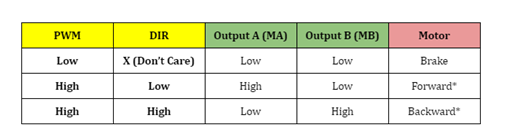 PWM DIR Output A (MA) Output B (MB) Motor
Low X (Don't Care) Low Low Brake
High Low High Low Forward*
High High Low High Backward*